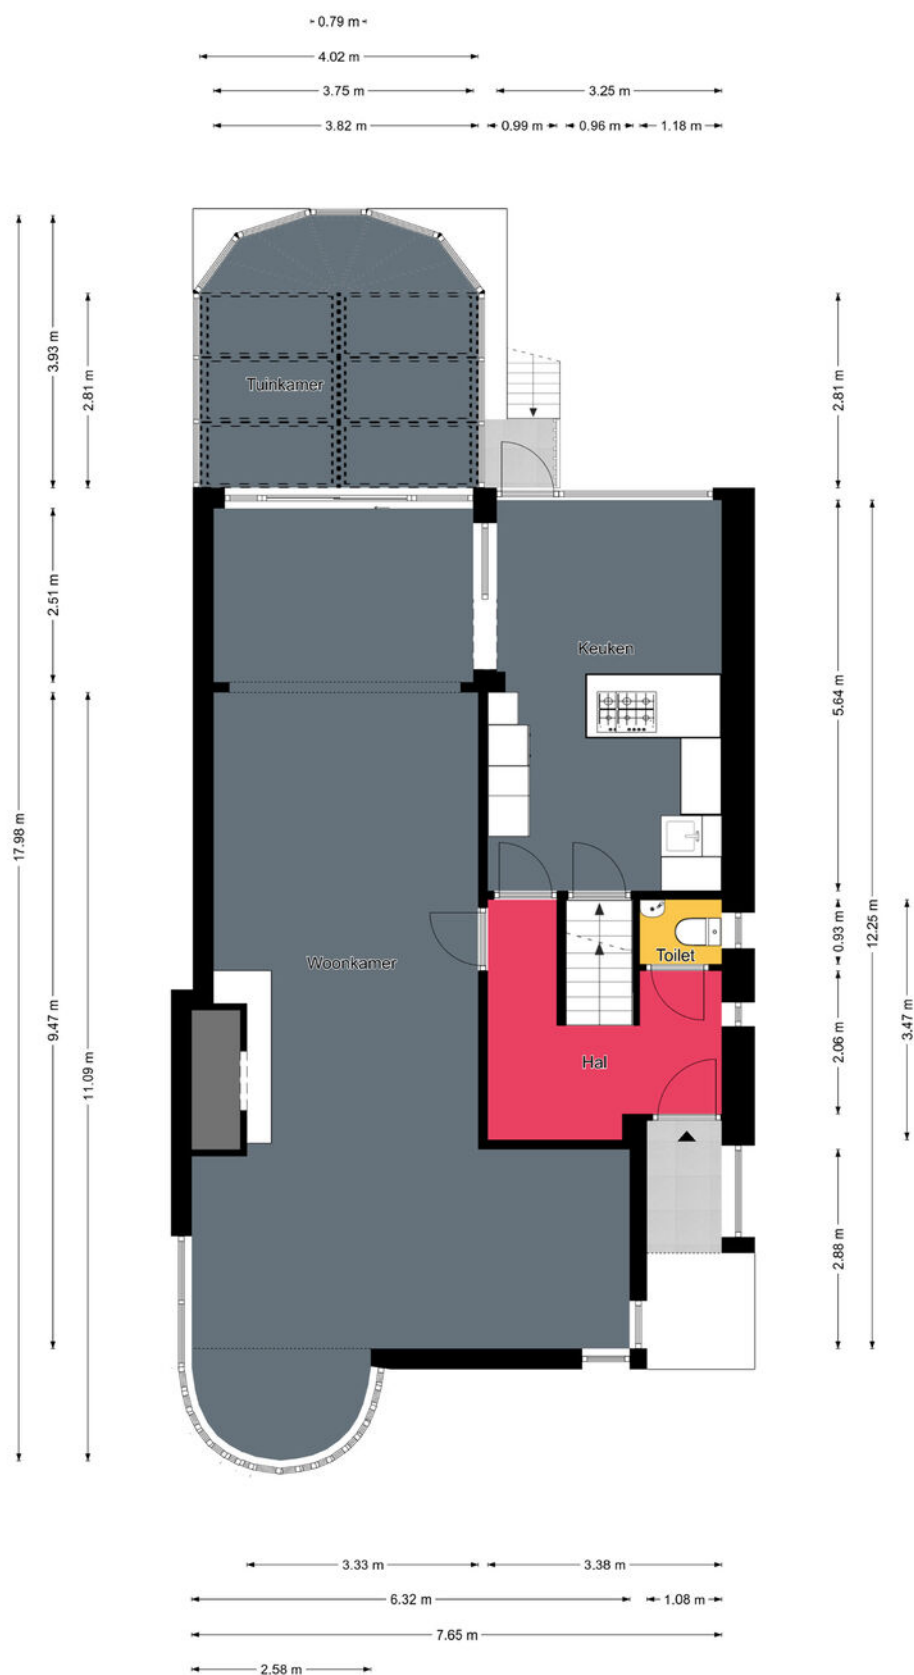 0.79 m
4.02 m
3.75 m
3.25 m
3.82 m
0.99 m
0.96 m
1.18 m
3.93 m
2.81 m
2.81 m
Tuinkamer
2.51 m
Keuken
5.64 m
17.98 m
9.47 m
11.09 m
Woonkamer
Toilet
0.93 m
12.25 m
Hal
2.06 m
3.47 m
2.88 m
3.33 m
3.38 m
6.32 m
1.08 m
7.65 m
2.58 m